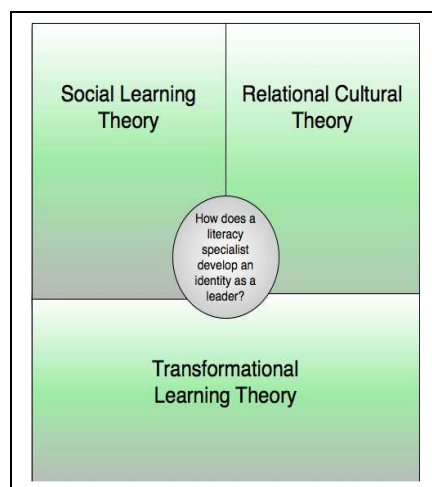 Social Learning
Theory
Relational Cultural
Theory
How does a
literacy
specialist
develop an
identity as a
leader?
Transformational
Learning Theory